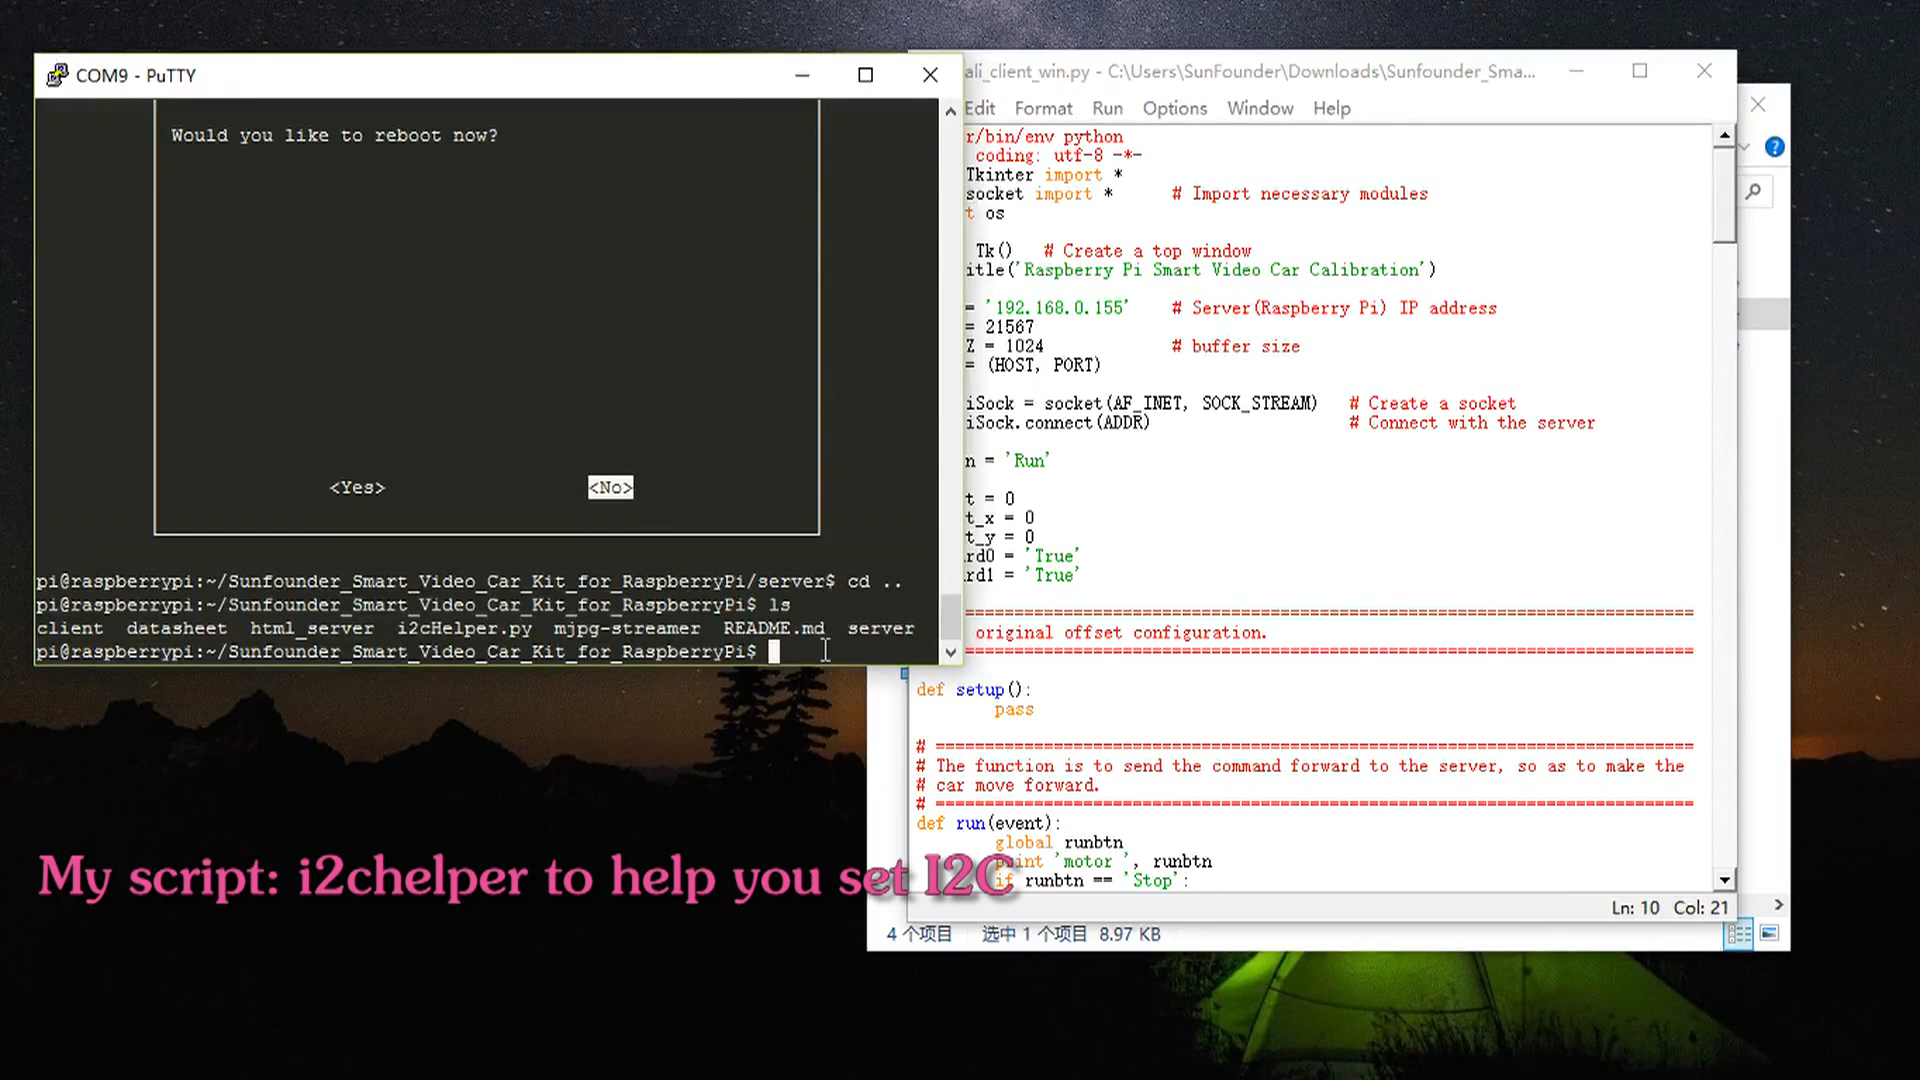 COM9 - PuTTY
Would you like to reboot now?
<Yes> <No>
pi@raspberrypi:~/Sunfounder_Smart_Video_Car_Kit_for_RaspberryPi/server$ cd ..
pi@raspberrypi:~/Sunfounder_Smart_Video_Car_Kit_for_RaspberryPi$ ls
client datasheet html_server i2cHelper.py mjpg-streamer README.md server
pi@raspberrypi:~/Sunfounder_Smart_Video_Car_Kit_for_RaspberryPi$
ali_client_win.py - C:\Users\SunFounder\Downloads\Sunfounder_Sma...
Edit Format Run Options Window Help
r/bin/env python
coding: utf-8 -*-
Tkinter import *
socket import * # Import necessary modules
t os
Tk() # Create a top window
itle('Raspberry Pi Smart Video Car Calibration')
= '192.168.0.155' # Server(Raspberry Pi) IP address
= 21567
Z = 1024 # buffer size
= (HOST, PORT)
iSock = socket(AF_INET, SOCK_STREAM) # Create a socket
iSock.connect(ADDR) # Connect with the server
n = 'Run'
t = 0
t_x = 0
t_y = 0
rd0 = 'True'
rd1 = 'True'
==============================================================================
original offset configuration.
==============================================================================
def setup():
pass
# =============================================================================
# The function is to send the command forward to the server, so as to make the
# car move forward.
# =============================================================================
def run(event):
global runbtn
print 'motor ', runbtn
if runbtn == 'Stop':
Ln: 10 Col: 21
4 个项目 选中 1 个项目 8.97 KB
My script: i2chelper to help you set I2C